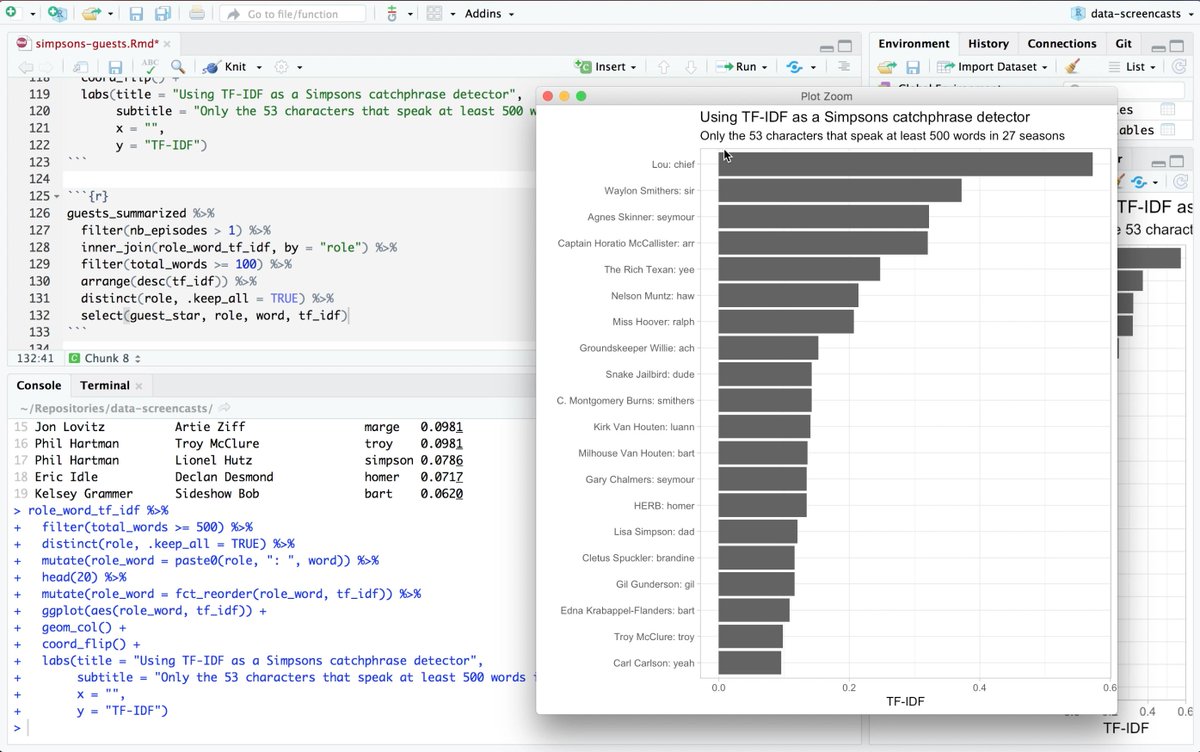 Go to file/function
Addins
data-screencasts
simpsons-guests.Rmd*
ABC
Knit
Insert
Run
118 coord_flip() +
119 labs(title = "Using TF-IDF as a Simpsons catchphrase detector",
120 subtitle = "Only the 53 characters that speak at least 500 w
121 x = "",
122 y = "TF-IDF")
123 ```
124
125 ```{r}
126 guests_summarized %>%
127 filter(nb_episodes > 1) %>%
128 inner_join(role_word_tf_idf, by = "role") %>%
129 filter(total_words >= 100) %>%
130 arrange(desc(tf_idf)) %>%
131 distinct(role, .keep_all = TRUE) %>%
132 select(guest_star, role, word, tf_idf)
133 ```
134
132:41 Chunk 8
Console Terminal
~/Repositories/data-screencasts/
15 Jon Lovitz Artie Ziff marge 0.0981
16 Phil Hartman Troy McClure troy 0.0981
17 Phil Hartman Lionel Hutz simpson 0.0786
18 Eric Idle Declan Desmond homer 0.0717
19 Kelsey Grammer Sideshow Bob bart 0.0620
> role_word_tf_idf %>%
+ filter(total_words >= 500) %>%
+ distinct(role, .keep_all = TRUE) %>%
+ mutate(role_word = paste0(role, ": ", word)) %>%
+ head(20) %>%
+ mutate(role_word = fct_reorder(role_word, tf_idf)) %>%
+ ggplot(aes(role_word, tf_idf)) +
+ geom_col() +
+ coord_flip() +
+ labs(title = "Using TF-IDF as a Simpsons catchphrase detector",
+ subtitle = "Only the 53 characters that speak at least 500 words
+ x = "",
+ y = "TF-IDF")
>
Plot Zoom
Using TF-IDF as a Simpsons catchphrase detector
Only the 53 characters that speak at least 500 words in 27 seasons
Lou: chief
Waylon Smithers: sir
Agnes Skinner: seymour
Captain Horatio McCallister: arr
The Rich Texan: yee
Nelson Muntz: haw
Miss Hoover: ralph
Groundskeeper Willie: ach
Snake Jailbird: dude
C. Montgomery Burns: smithers
Kirk Van Houten: luann
Milhouse Van Houten: bart
Gary Chalmers: seymour
HERB: homer
Lisa Simpson: dad
Cletus Spuckler: brandine
Gil Gunderson: gil
Edna Krabappel-Flanders: bart
Troy McClure: troy
Carl Carlson: yeah
0.0 0.2 0.4 0.6
TF-IDF
Environment History Connections Git
Import Dataset
List
TF-IDF as
53 charact
0.4 0.6
TF-IDF